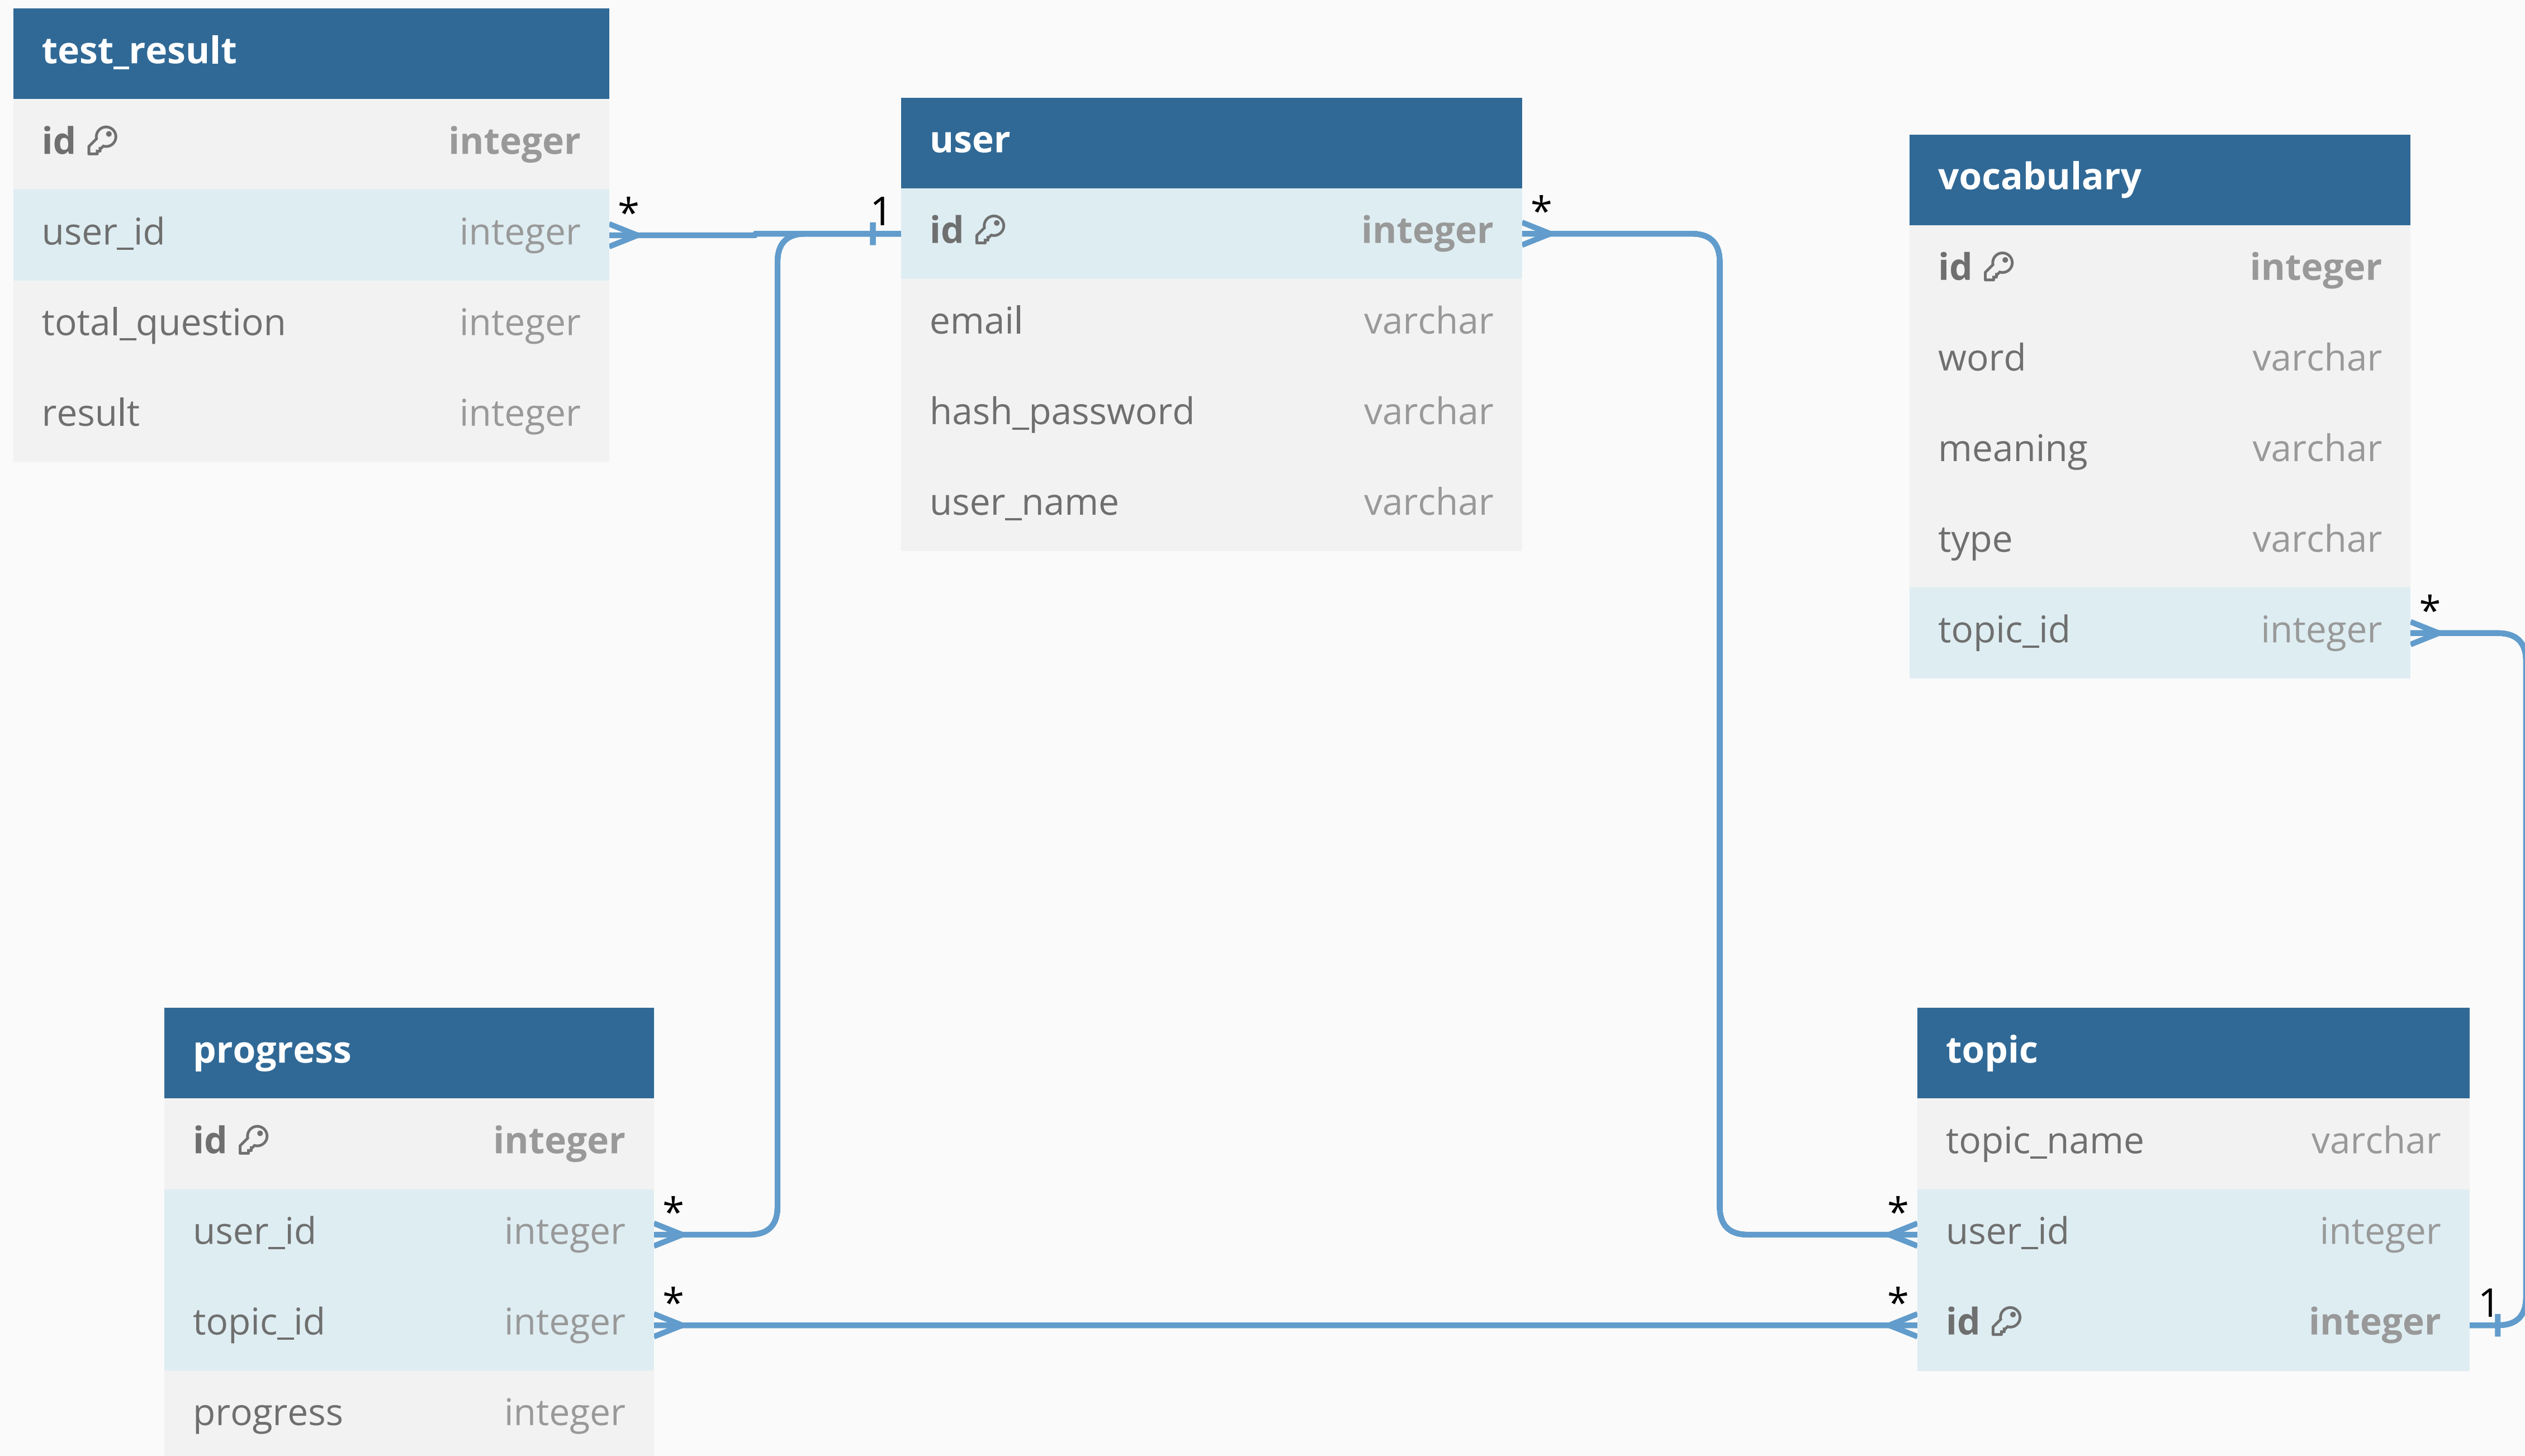 test_result
id integer
user_id integer
total_question integer
result integer
* 1
user
id integer
email varchar
hash_password varchar
user_name varchar
*
vocabulary
id integer
word varchar
meaning varchar
type varchar
topic_id integer
*
progress
id integer
user_id integer
topic_id integer
progress integer
*
*
*
*
topic
topic_name varchar
user_id integer
id integer
1